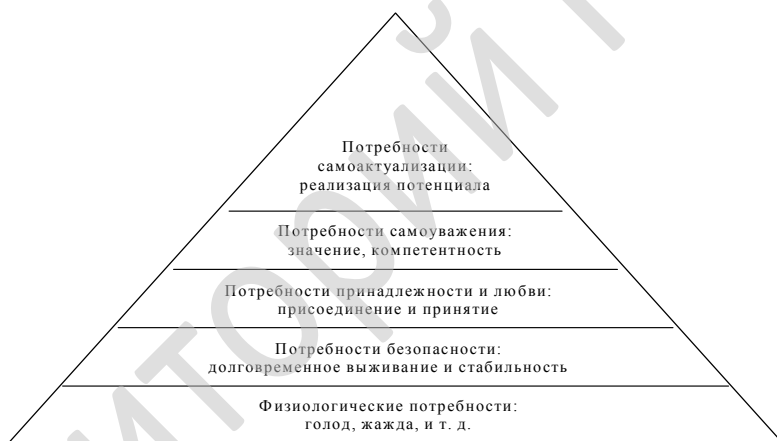 Потребности
самоактуализации:
реализация потенциала
Потребности самоуважения:
значение, компетентность
Потребности принадлежности и любви:
присоединение и принятие
Потребности безопасности:
долговременное выживание и стабильность
Физиологические потребности:
голод, жажда, и т. д.